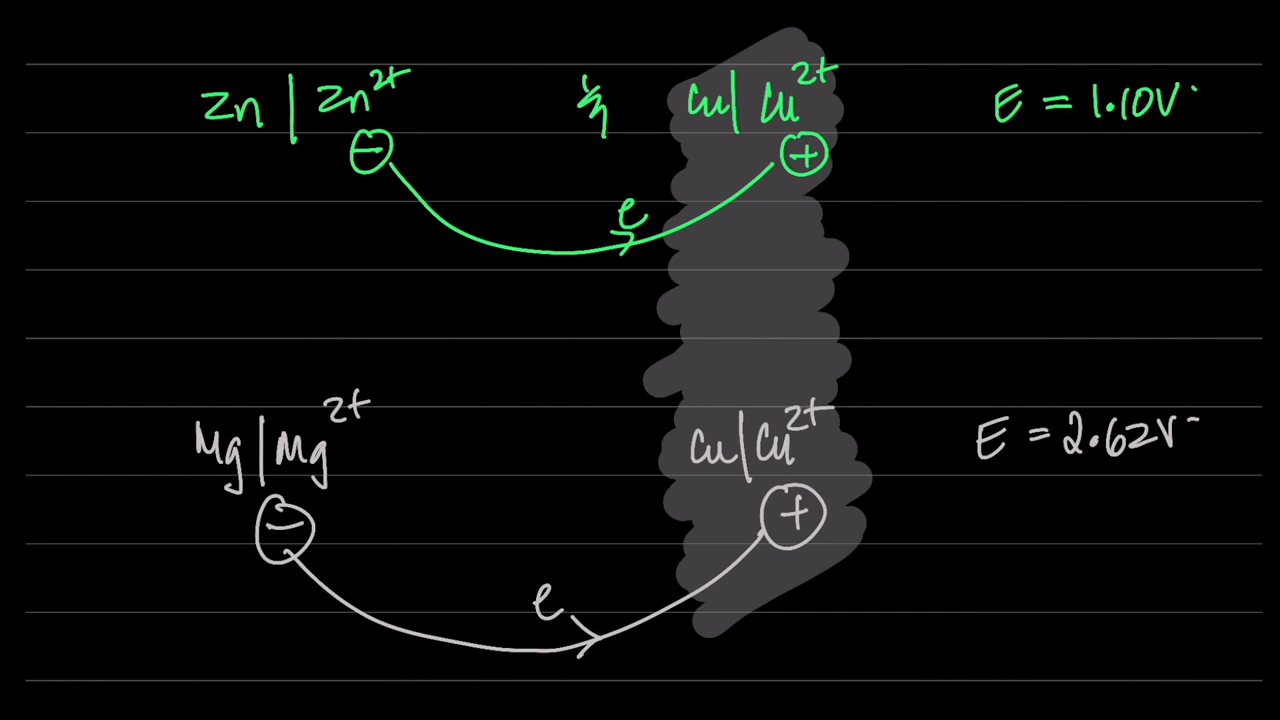 Zn | Zn²⁺ Cu | Cu²⁺ E = 1.10V
⊖ ⊕
e
Mg | Mg²⁺ Cu | Cu²⁺ E = 2.62V
⊖ ⊕
e